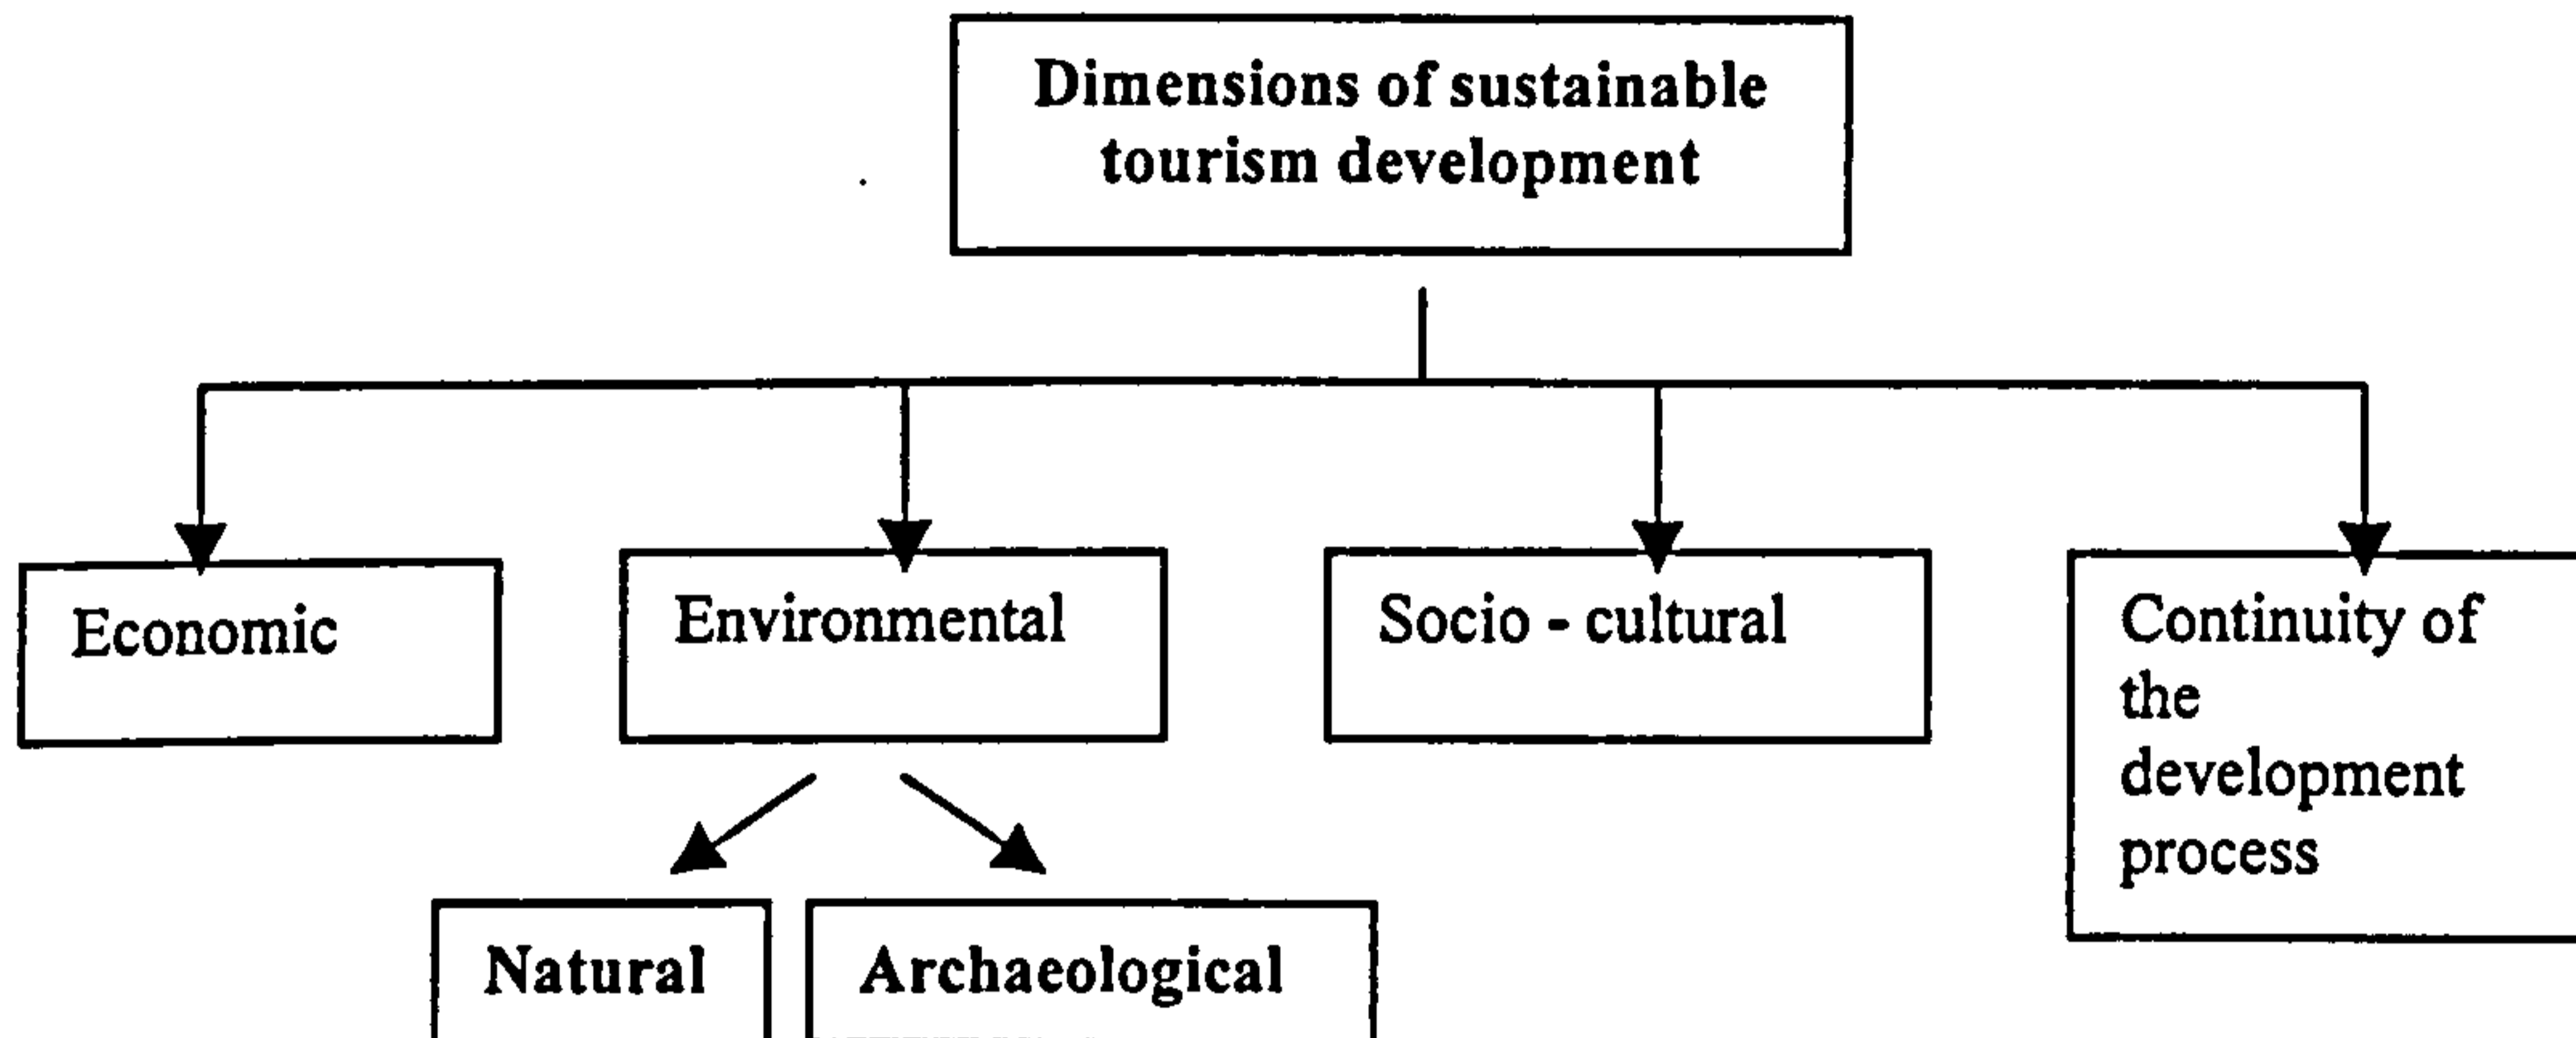 Dimensions of sustainable
tourism development
Economic
Environmental
Socio - cultural
Continuity of
the
development
process
Natural
Archaeological